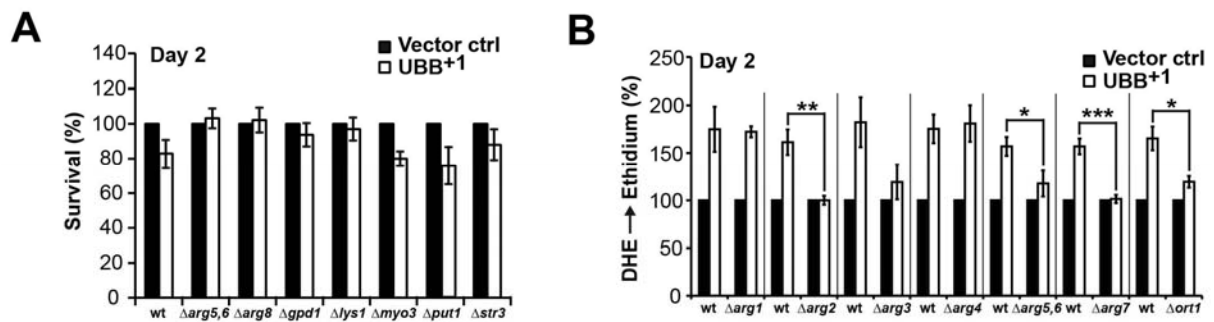 A
Day 2
Vector ctrl
UBB+1
Survival (%)
140
120
100
80
60
40
20
0
wt Δarg5,6 Δarg8 Δgpd1 Δlys1 Δmyo3 Δput1 Δstr3
B
Day 2
Vector ctrl
UBB+1
DHE → Ethidium (%)
250
200
150
100
50
0
** * *** *
wt Δarg1 wt Δarg2 wt Δarg3 wt Δarg4 wt Δarg5,6 wt Δarg7 wt Δort1